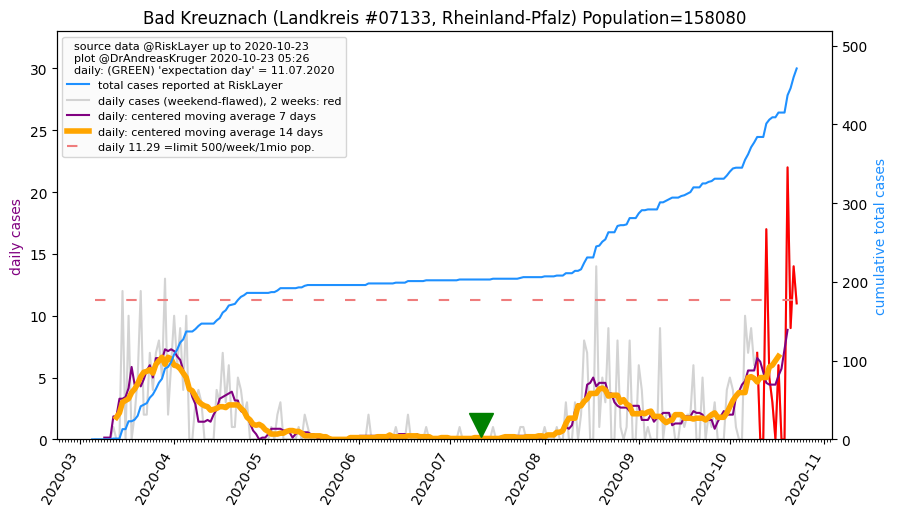 Bad Kreuznach (Landkreis #07133, Rheinland-Pfalz) Population=158080
source data @RiskLayer up to 2020-10-23
plot @DrAndreasKruger 2020-10-23 05:26
daily: (GREEN) 'expectation day' = 11.07.2020
total cases reported at RiskLayer
daily cases (weekend-flawed), 2 weeks: red
daily: centered moving average 7 days
daily: centered moving average 14 days
daily 11.29 =limit 500/week/1mio pop.
daily cases
30
25
20
15
10
5
0
cumulative total cases
500
400
300
200
100
0
2020-03
2020-04
2020-05
2020-06
2020-07
2020-08
2020-09
2020-10
2020-11